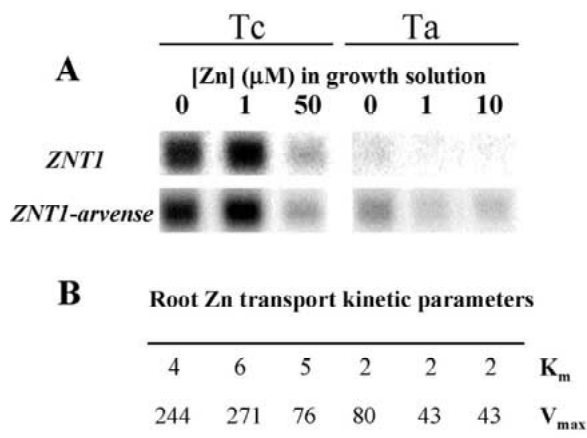 Tc Ta
A
[Zn] (μM) in growth solution
0 1 50 0 1 10
ZNT1
ZNT1-arvense
B
Root Zn transport kinetic parameters
4 6 5 2 2 2 Km
244 271 76 80 43 43 Vmax